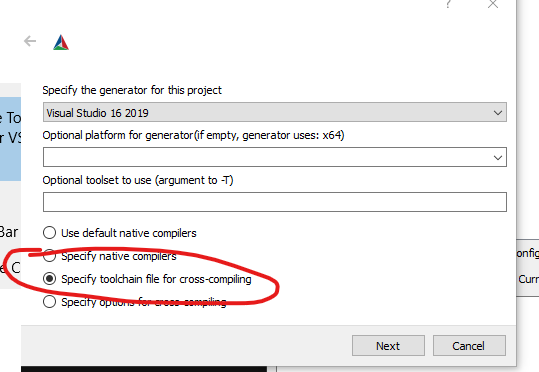 ?
Specify the generator for this project
Visual Studio 16 2019
Optional platform for generator(if empty, generator uses: x64)
Optional toolset to use (argument to -T)
Use default native compilers
Specify native compilers
Specify toolchain file for cross-compiling
Specify options for cross-compiling
Next
Cancel
e To
r VS
Bar
e C
onfig
Curr